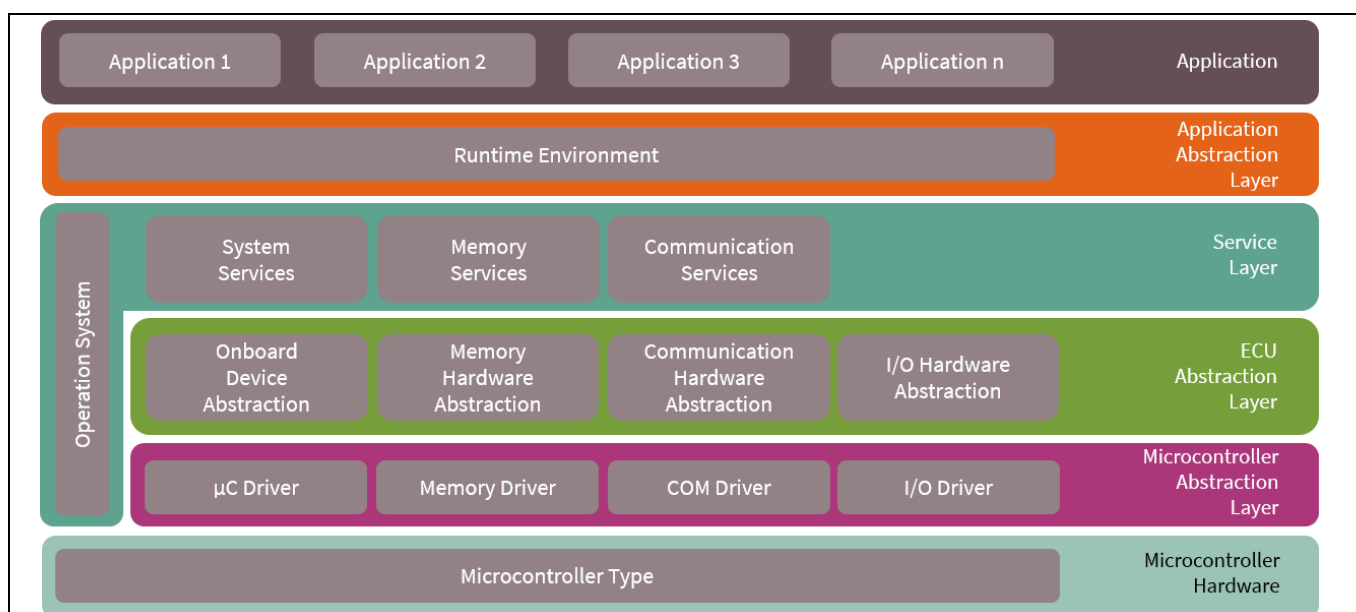 Application 1
Application 2
Application 3
Application n
Application
Runtime Environment
Application
Abstraction
Layer
Operation System
System
Services
Memory
Services
Communication
Services
Service
Layer
Onboard
Device
Abstraction
Memory
Hardware
Abstraction
Communication
Hardware
Abstraction
I/O Hardware
Abstraction
ECU
Abstraction
Layer
µC Driver
Memory Driver
COM Driver
I/O Driver
Microcontroller
Abstraction
Layer
Microcontroller Type
Microcontroller
Hardware